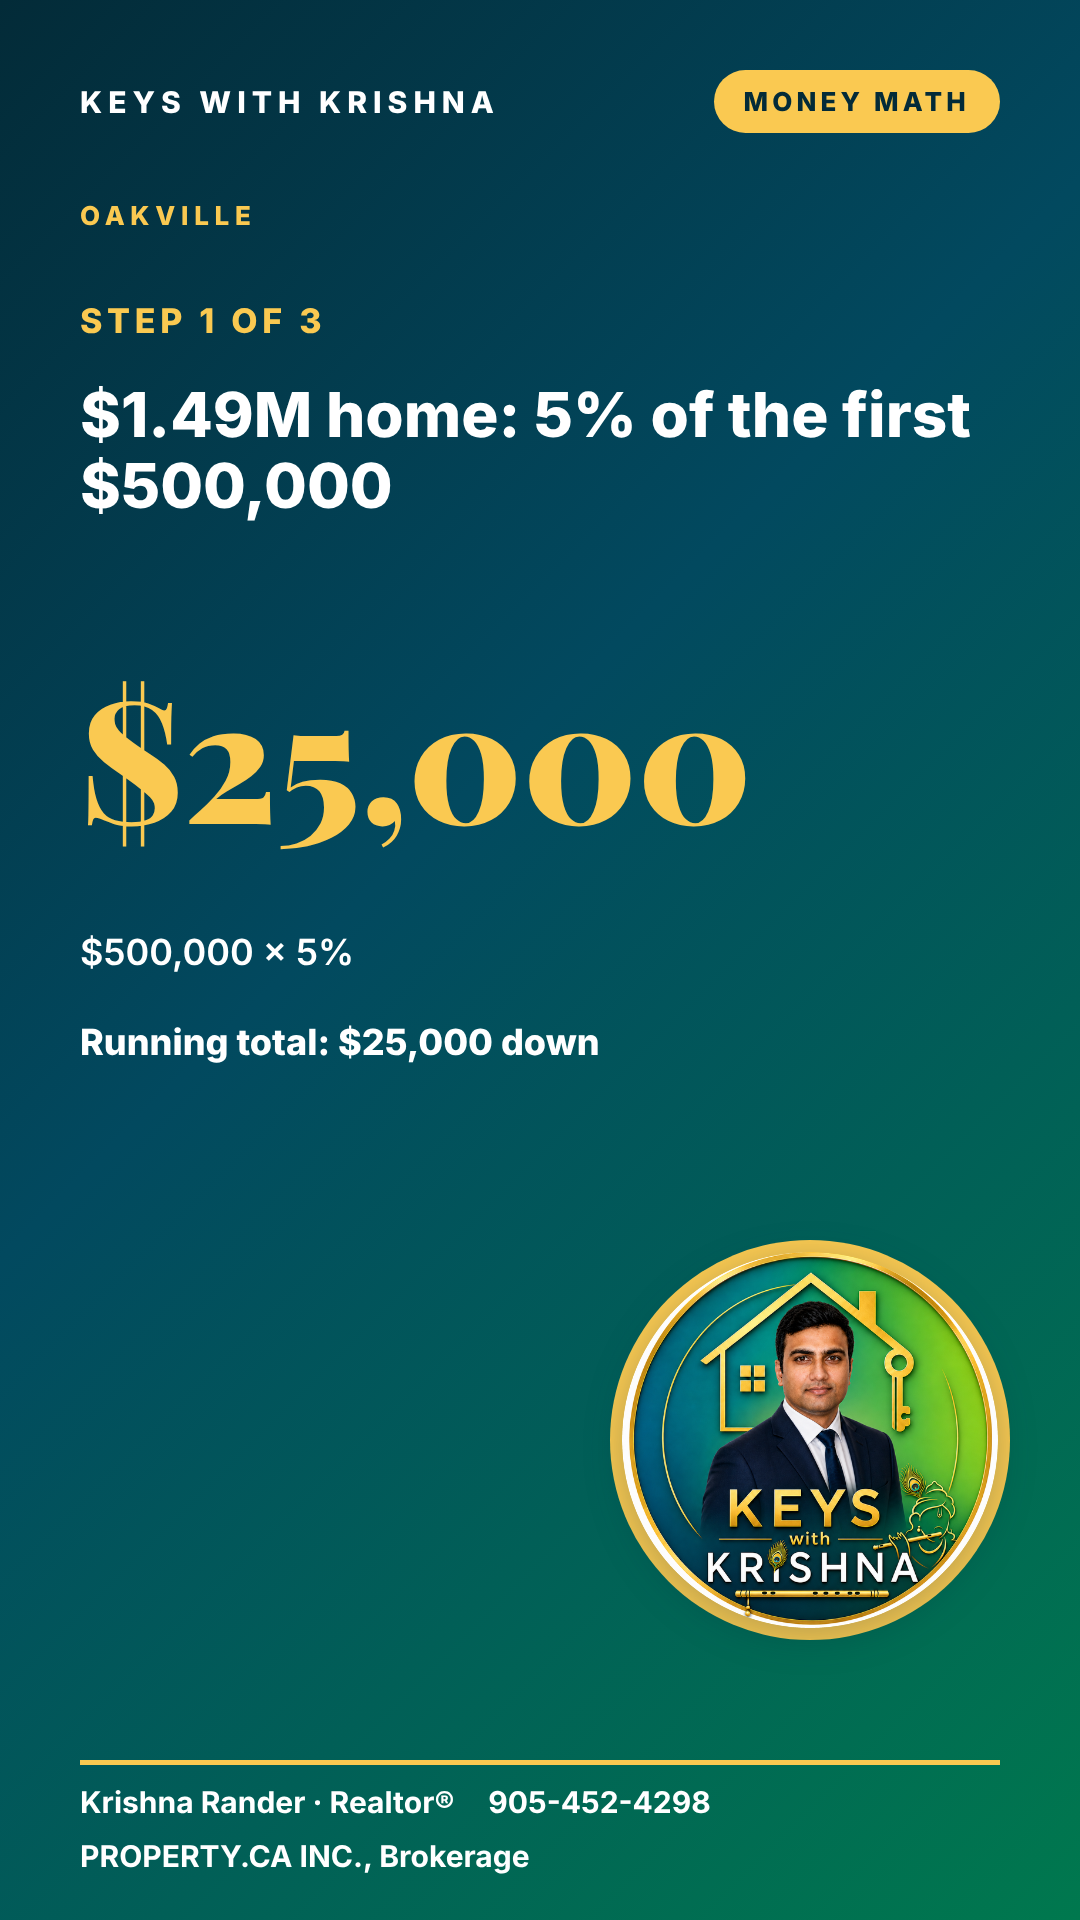 KEYS WITH KRISHNA
MONEY MATH
OAKVILLE
STEP 1 OF 3
$1.49M home: 5% of the first
$500,000
$25,000
$500,000 × 5%
Running total: $25,000 down
KEYS
with
KRISHNA
Krishna Rander · Realtor® 905-452-4298
PROPERTY.CA INC., Brokerage